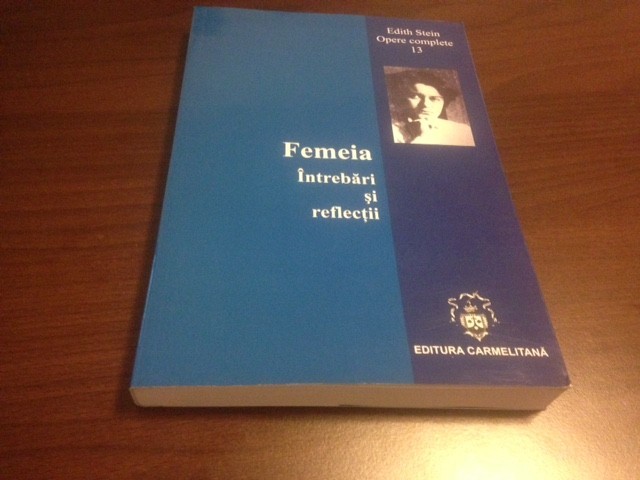 Edith Stein
Opere complete
13
Femeia
Întrebări
și
reflecții
EDITURA CARMELITANĂ